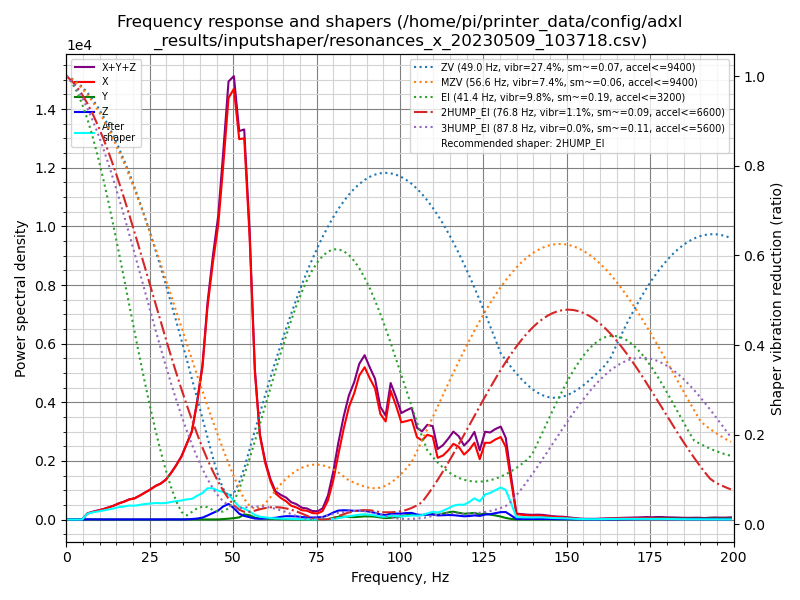 Frequency response and shapers (/home/pi/printer_data/config/adxl
_results/inputshaper/resonances_x_20230509_103718.csv)
1e4
X+Y+Z
X
Y
Z
After
shaper
ZV (49.0 Hz, vibr=27.4%, sm~=0.07, accel<=9400)
MZV (56.6 Hz, vibr=7.4%, sm~=0.06, accel<=9400)
EI (41.4 Hz, vibr=9.8%, sm~=0.19, accel<=3200)
2HUMP_EI (76.8 Hz, vibr=1.1%, sm~=0.09, accel<=6600)
3HUMP_EI (87.8 Hz, vibr=0.0%, sm~=0.11, accel<=5600)
Recommended shaper: 2HUMP_EI
Power spectral density
1.4
1.2
1.0
0.8
0.6
0.4
0.2
0.0
1.0
0.8
0.6
0.4
0.2
0.0
Shaper vibration reduction (ratio)
0 25 50 75 100 125 150 175 200
Frequency, Hz